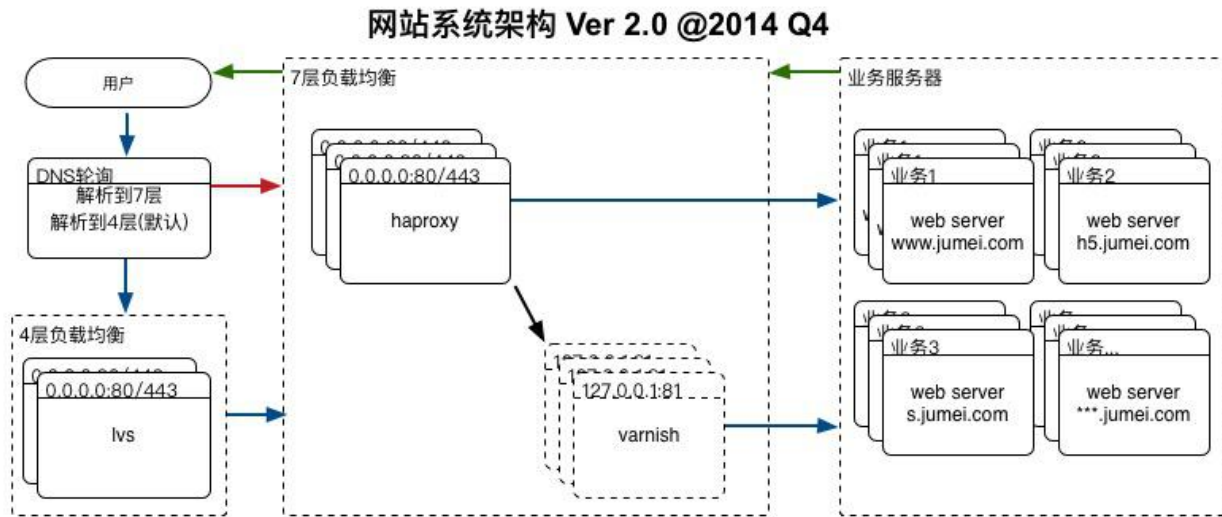 网站系统架构 Ver 2.0 @2014 Q4
用户
DNS轮询
解析到7层
解析到4层(默认)
4层负载均衡
0.0.0.0:80/443
lvs
7层负载均衡
0.0.0.0:80/443
haproxy
127.0.0.1:81
varnish
业务服务器
业务1
web server
www.jumei.com
业务2
web server
h5.jumei.com
业务3
web server
s.jumei.com
业务...
web server
***.jumei.com